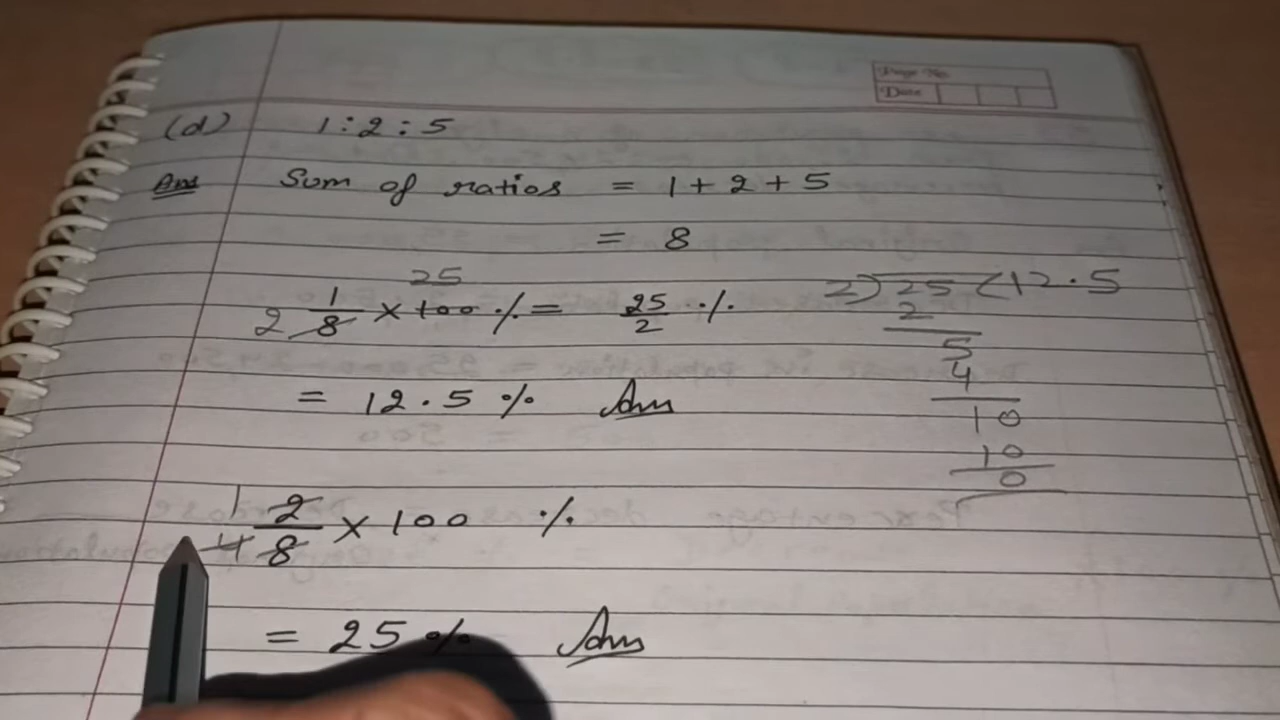 Page No.
Date
(d) 1 : 2 : 5
Ans Sum of ratios = 1 + 2 + 5
= 8
25
2 1/8 × 100 % = 25/2 %
2) 25 (12.5
2
5
4
10
10
0
= 12.5 % Ans
1 2/8 × 100 %
4
= 25 % Ans